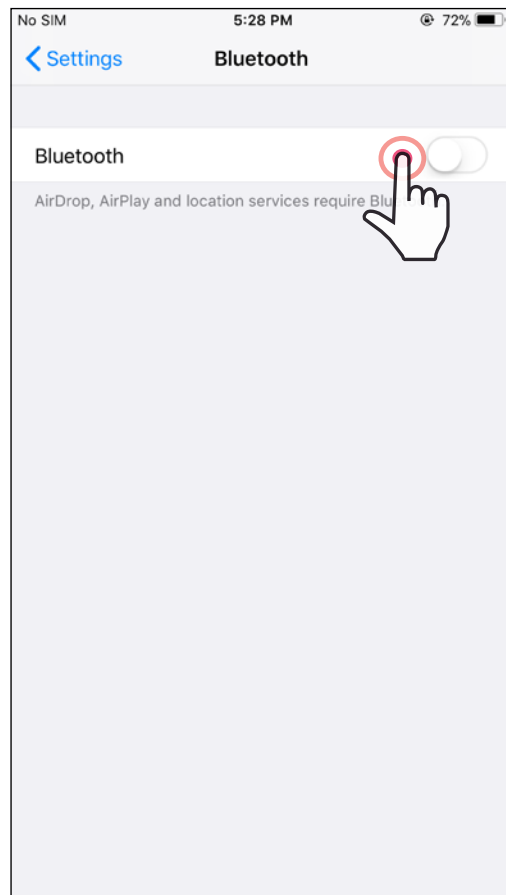 No SIM 5:28 PM 72%
Settings Bluetooth
Bluetooth
AirDrop, AirPlay and location services require